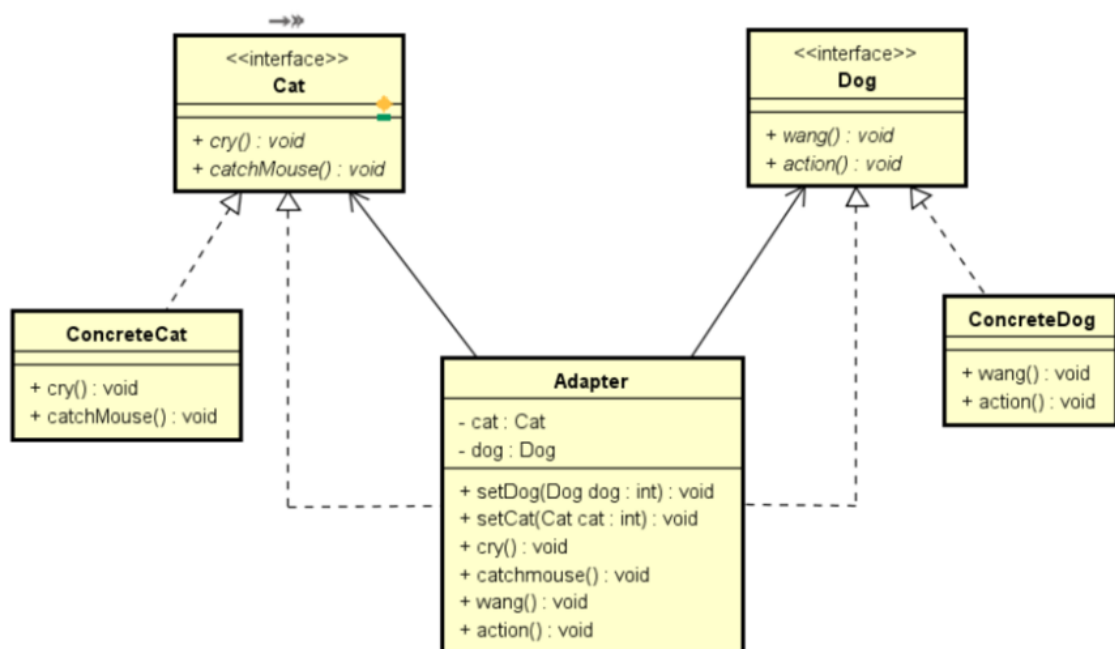 <<interface>>
Cat
+ cry() : void
+ catchMouse() : void
<<interface>>
Dog
+ wang() : void
+ action() : void
ConcreteCat
+ cry() : void
+ catchMouse() : void
Adapter
- cat : Cat
- dog : Dog
+ setDog(Dog dog : int) : void
+ setCat(Cat cat : int) : void
+ cry() : void
+ catchmouse() : void
+ wang() : void
+ action() : void
ConcreteDog
+ wang() : void
+ action() : void